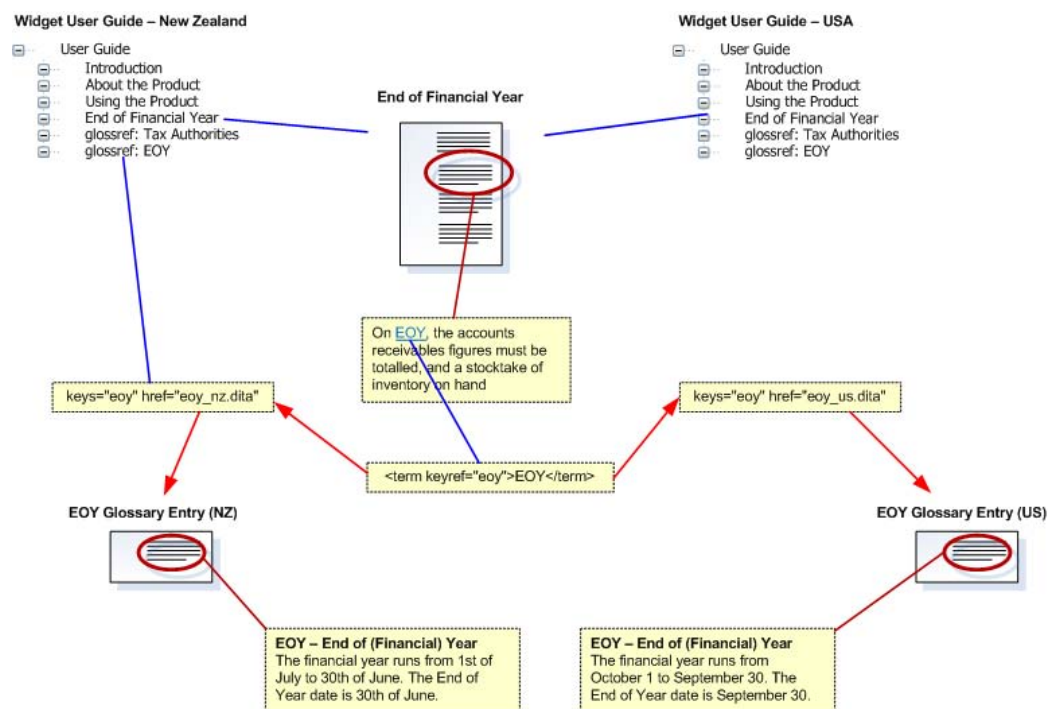 Widget User Guide – New Zealand
User Guide
Introduction
About the Product
Using the Product
End of Financial Year
glossref: Tax Authorities
glossref: EOY
Widget User Guide – USA
User Guide
Introduction
About the Product
Using the Product
End of Financial Year
glossref: Tax Authorities
glossref: EOY
End of Financial Year
On EOY, the accounts
receivables figures must be
totalled, and a stocktake of
inventory on hand
keys="eoy" href="eoy_nz.dita"
keys="eoy" href="eoy_us.dita"
<term keyref="eoy">EOY</term>
EOY Glossary Entry (NZ)
EOY Glossary Entry (US)
EOY – End of (Financial) Year
The financial year runs from 1st of
July to 30th of June. The End of
Year date is 30th of June.
EOY – End of (Financial) Year
The financial year runs from
October 1 to September 30. The
End of Year date is September 30.